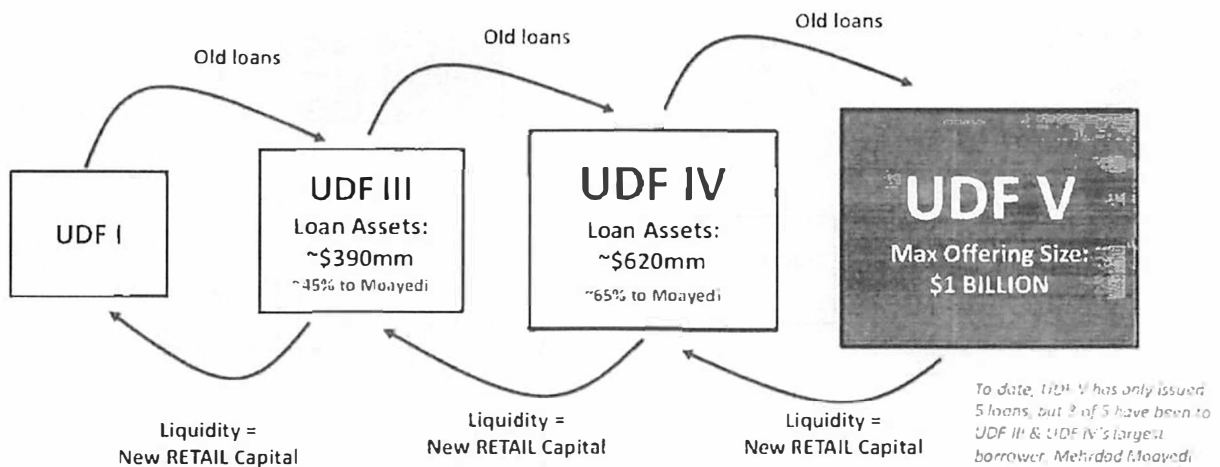 Old loans
Old loans
Old loans
UDF I
UDF III
Loan Assets:
~$390mm
~45% to Moayedi
UDF IV
Loan Assets:
~$620mm
~65% to Moayedi
UDF V
Max Offering Size:
$1 BILLION
Liquidity =
New RETAIL Capital
Liquidity =
New RETAIL Capital
Liquidity =
New RETAIL Capital
To date, UDF V has only issued
5 loans, but 3 of 5 have been to
UDF III & UDF IV's largest
borrower, Mehrdad Moayedi